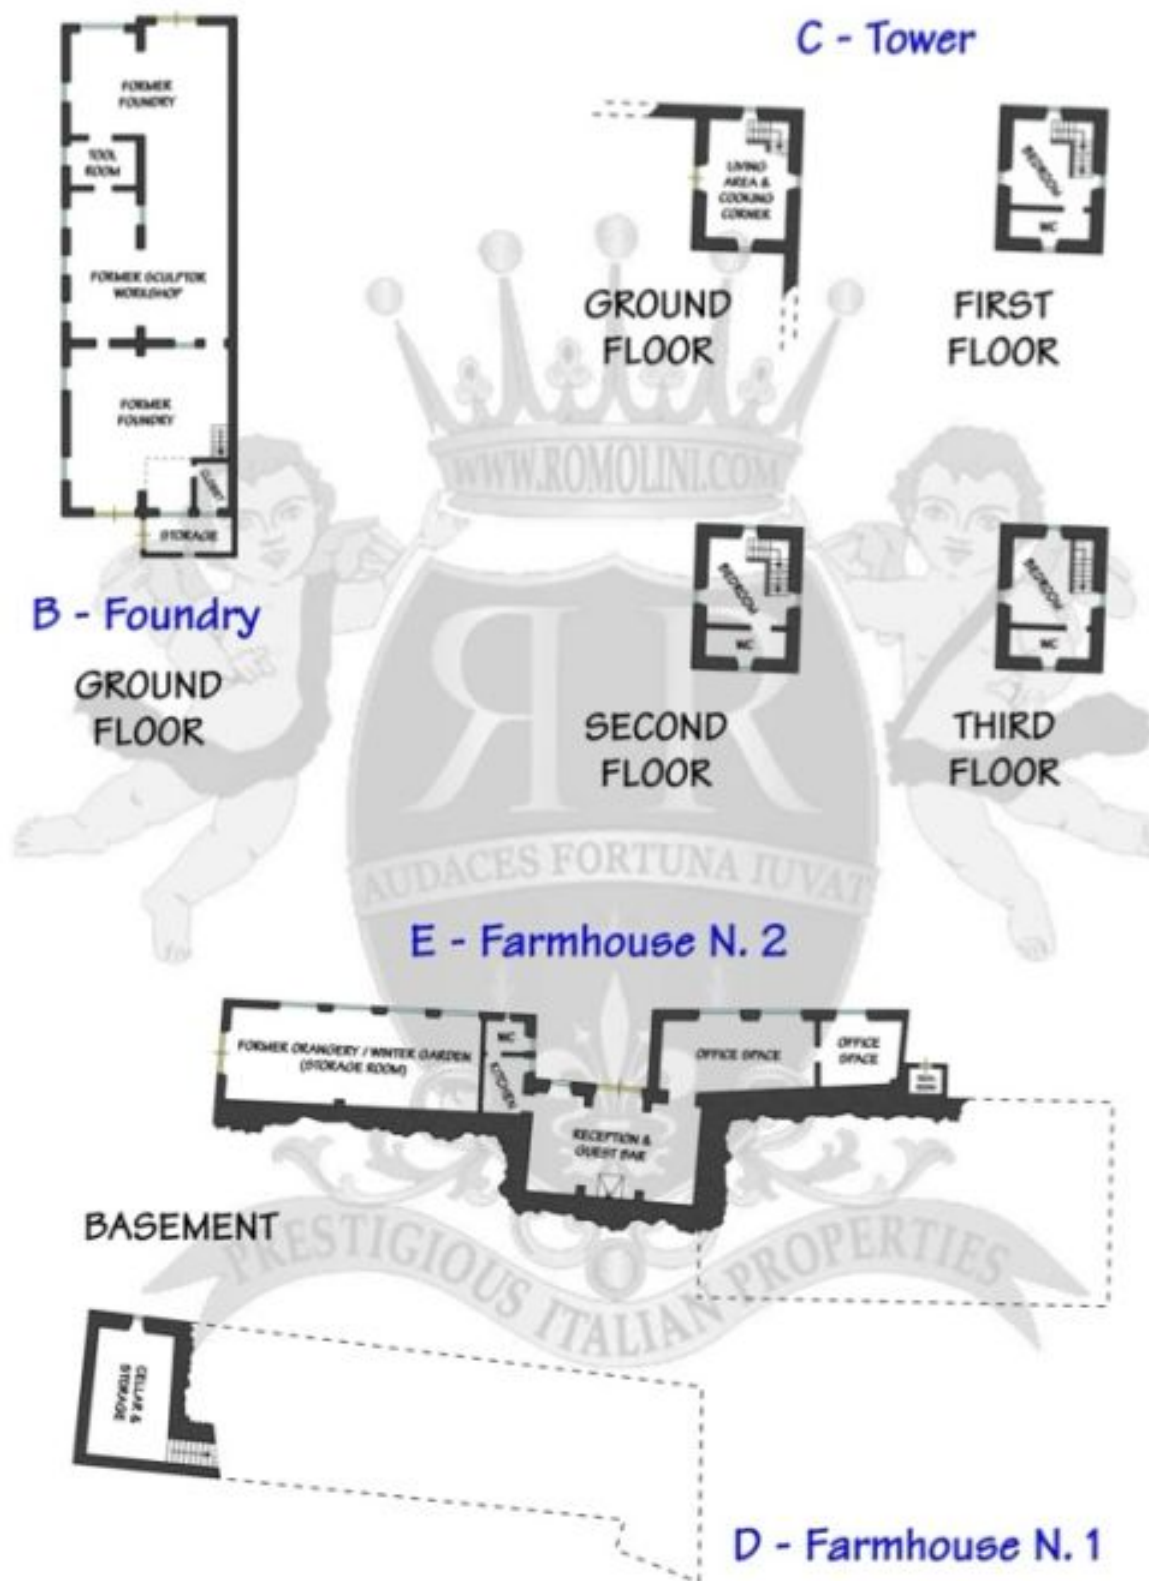 C - Tower
FORMER
FOUNDRY
TOOL
ROOM
FORMER SCULPTOR
WORKSHOP
FORMER
FOUNDRY
CLOSET
STORAGE
B - Foundry
GROUND
FLOOR
LIVING
AREA &
COOKING
CORNER
GROUND
FLOOR
BEDROOM
WC
FIRST
FLOOR
WWW.ROMOLINI.COM
BEDROOM
WC
SECOND
FLOOR
BEDROOM
WC
THIRD
FLOOR
RR
AUDACES FORTUNA IUVAT
E - Farmhouse N. 2
FORMER ORANGERY / WINTER GARDEN
(STORAGE ROOM)
WC
KITCHEN
RECEPTION &
GUEST BAR
OFFICE SPACE
OFFICE
SPACE
BASEMENT
PRESTIGIOUS ITALIAN PROPERTIES
CELLAR &
STORAGE
D - Farmhouse N. 1